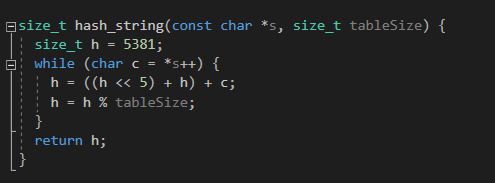 size_t hash_string(const char *s, size_t tableSize) {
size_t h = 5381;
while (char c = *s++) {
h = ((h << 5) + h) + c;
h = h % tableSize;
}
return h;
}